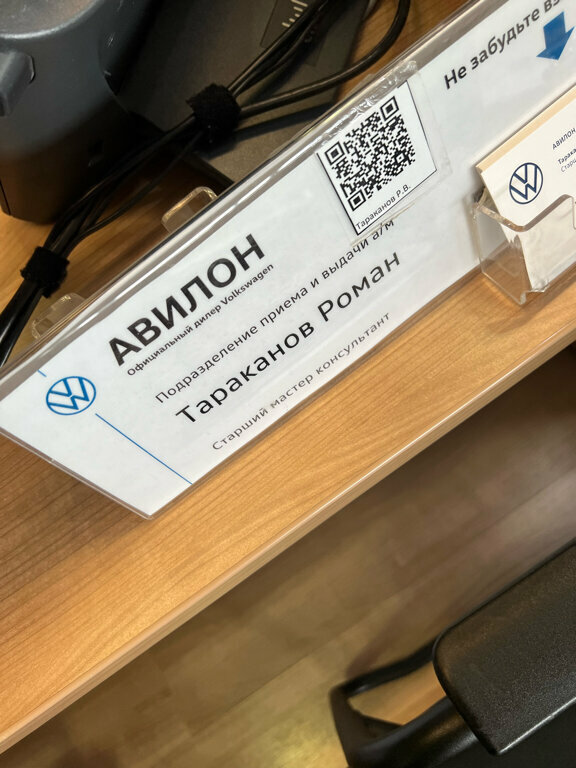 АВИЛОН
Официальный дилер Volkswagen
Подразделение приема и выдачи а/м
Тараканов Роман
Старший мастер консультант
Тараканов Р.В.
Не забудьте
АВИЛОН